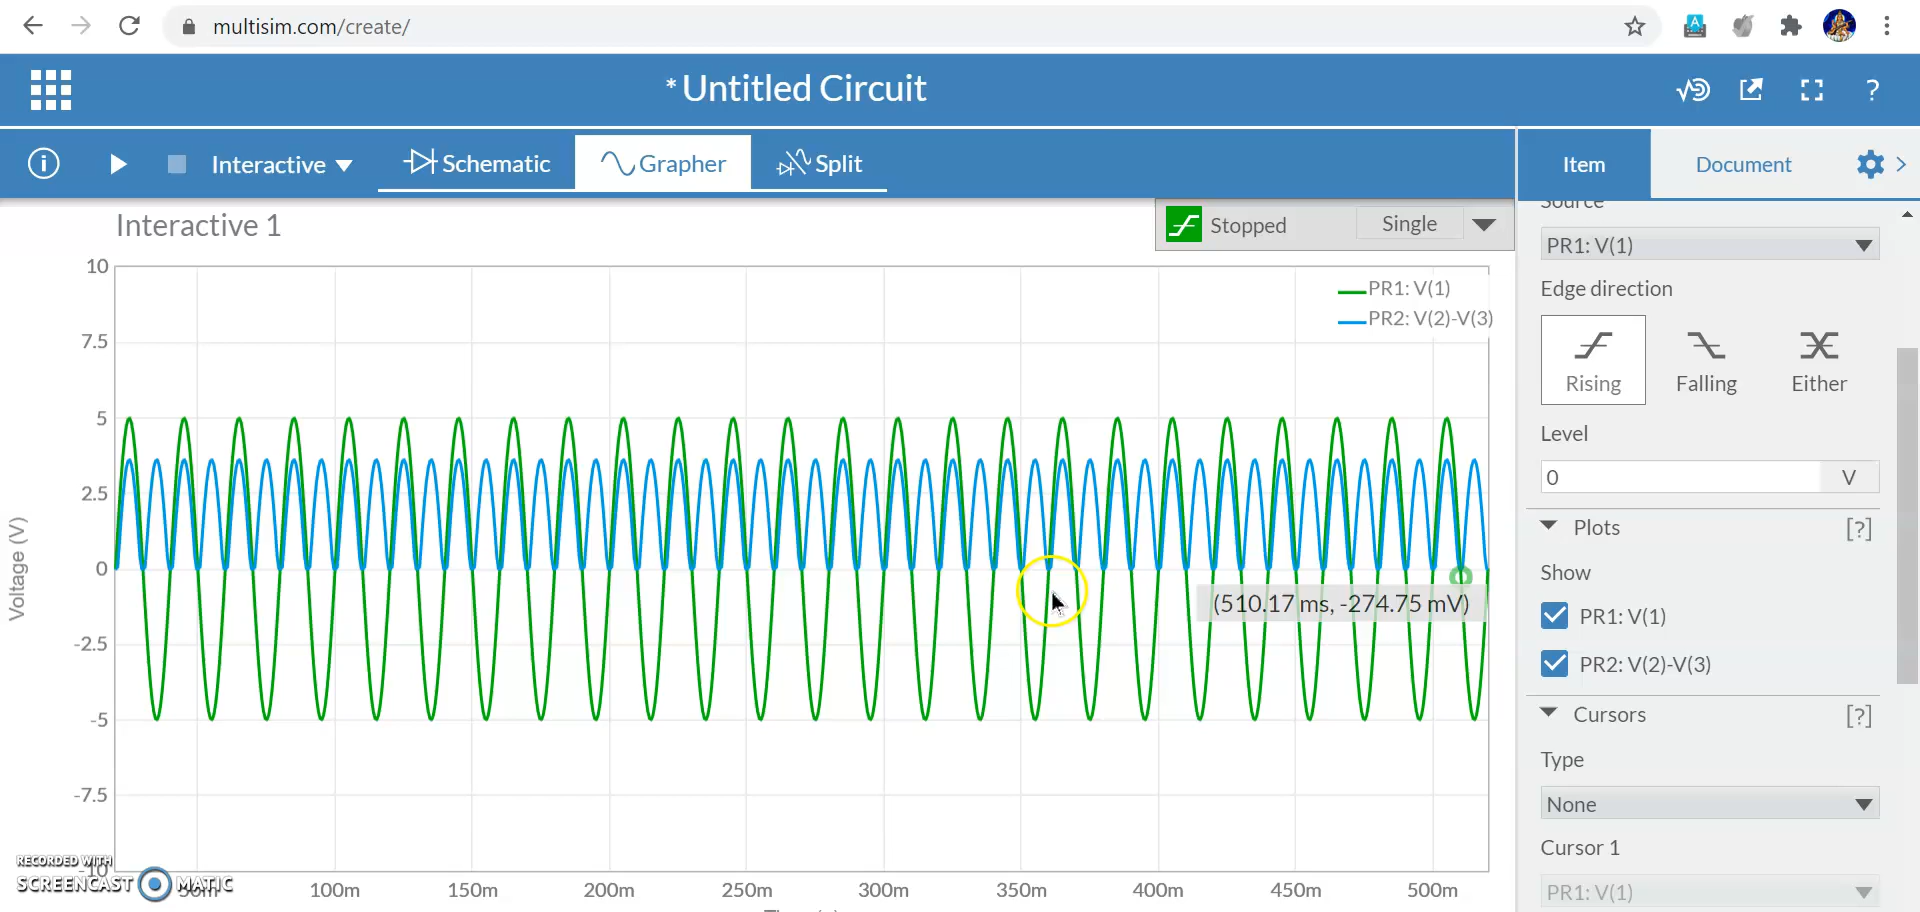 multisim.com/create/
* Untitled Circuit
?
Interactive
Schematic
Grapher
Split
Item
Document
Interactive 1
Stopped
Single
Source
PR1: V(1)
Edge direction
Rising
Falling
Either
Level
0
V
Plots
[?]
Show
PR1: V(1)
PR2: V(2)-V(3)
Cursors
[?]
Type
None
Cursor 1
PR1: V(1)
PR1: V(1)
PR2: V(2)-V(3)
(510.17 ms, -274.75 mV)
Voltage (V)
10
7.5
5
2.5
0
-2.5
-5
-7.5
-10
50m
100m
150m
200m
250m
300m
350m
400m
450m
500m
RECORDED WITH
SCREENCAST MATIC